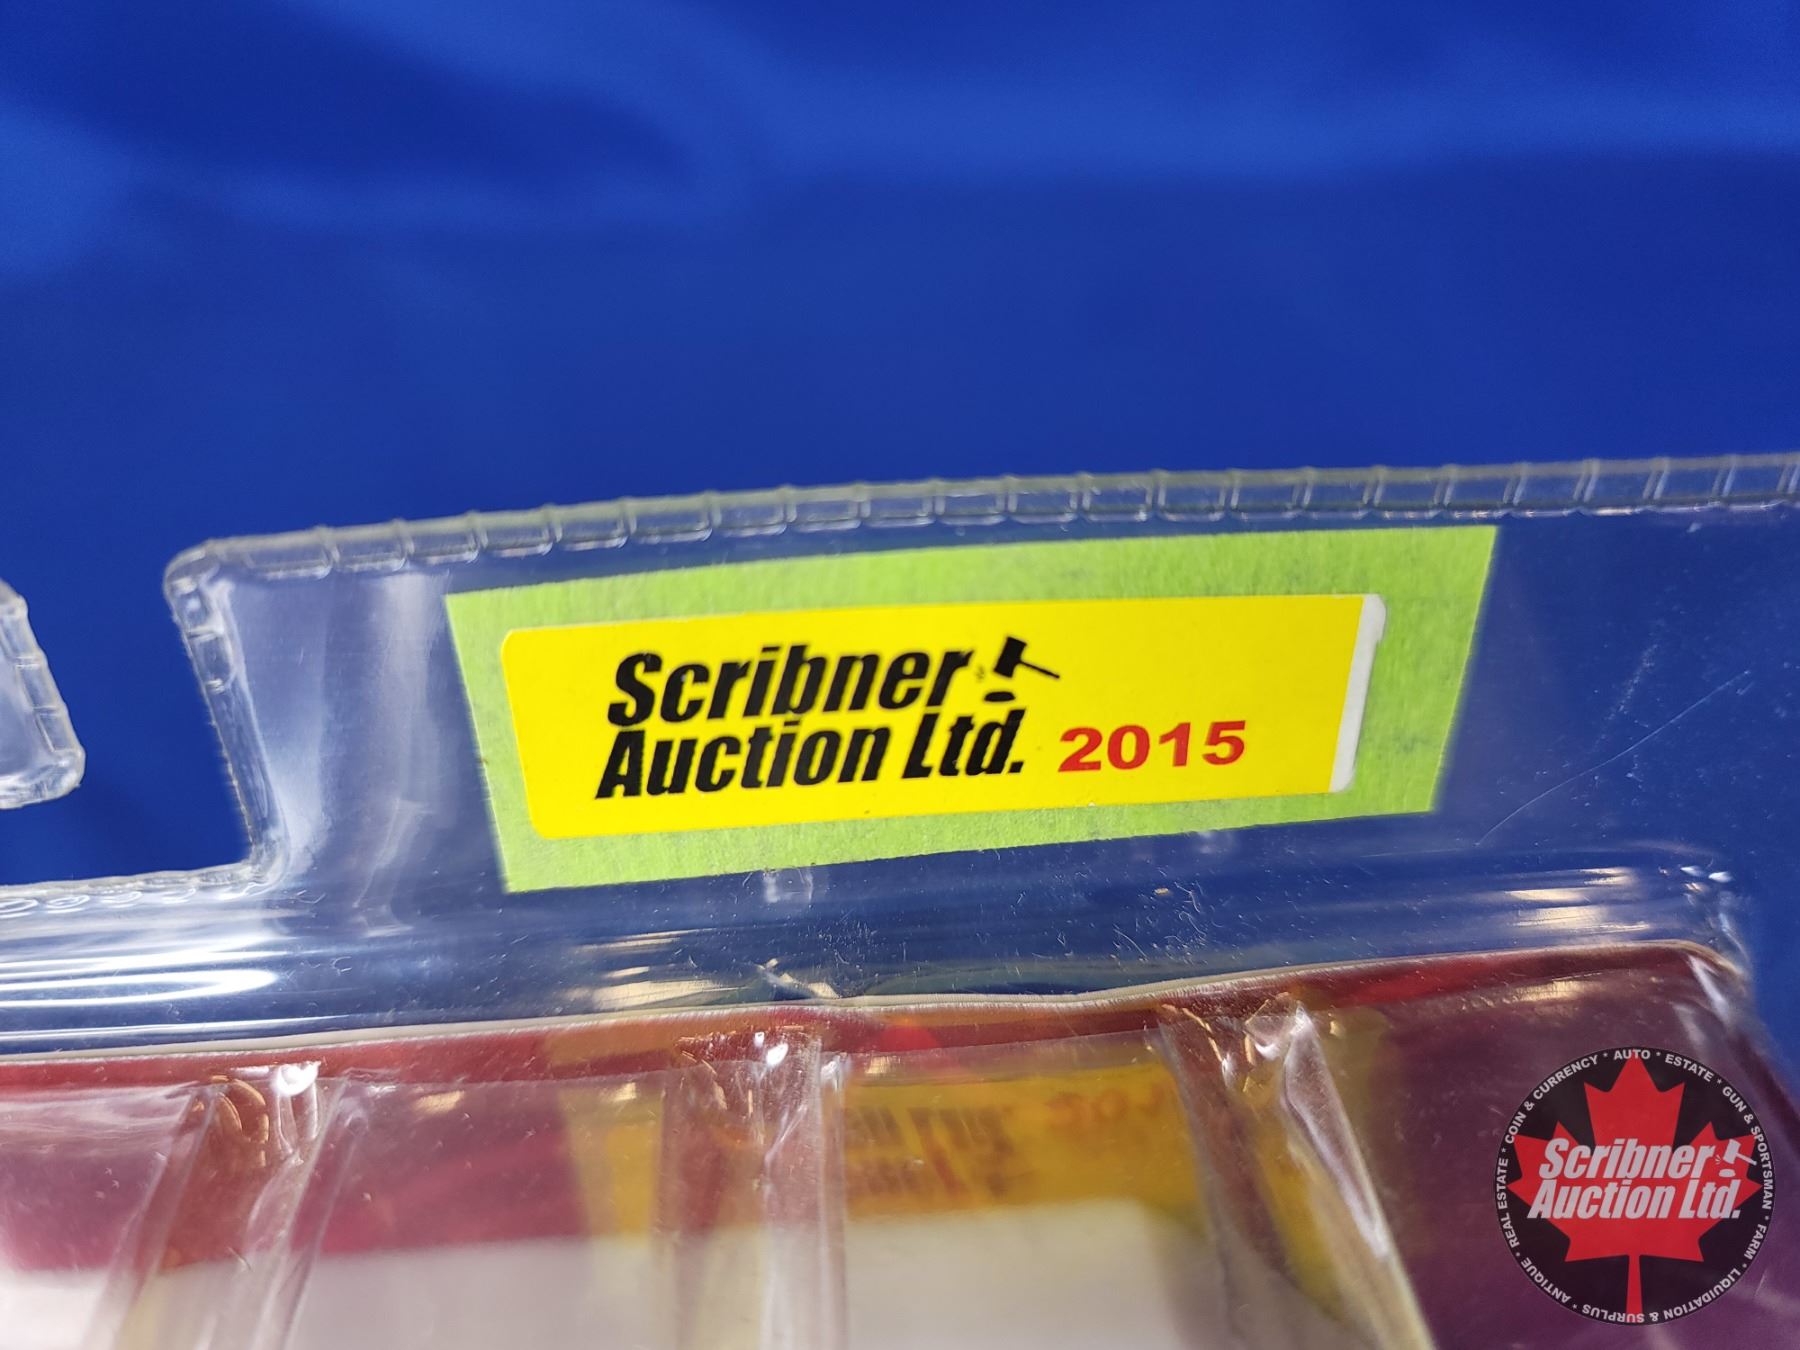 Scribner
Auction Ltd. 2015
COIN & CURRENCY * AUTO * ESTATE * GUN & SPORTSMAN * FARM * LIQUIDATION & SURPLUS * ANTIQUE * REAL ESTATE *
Scribner
Auction Ltd.